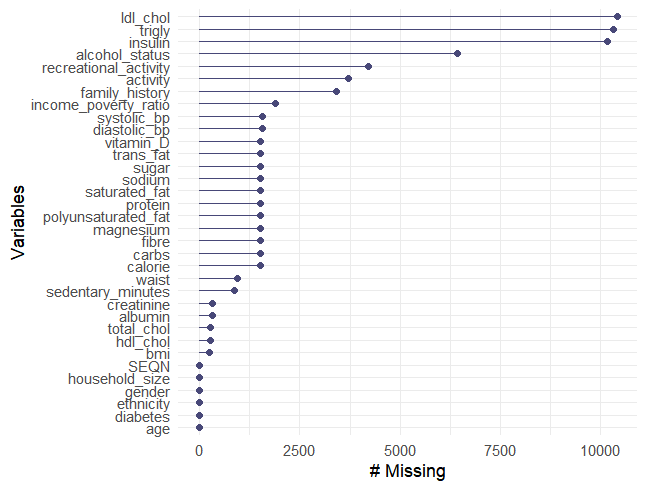 ldl_chol
trigly
insulin
alcohol_status
recreational_activity
activity
family_history
income_poverty_ratio
systolic_bp
diastolic_bp
vitamin_D
trans_fat
sugar
sodium
saturated_fat
protein
polyunsaturated_fat
magnesium
fibre
carbs
calorie
waist
sedentary_minutes
creatinine
albumin
total_chol
hdl_chol
bmi
SEQN
household_size
gender
ethnicity
diabetes
age
Variables
0 2500 5000 7500 10000
# Missing